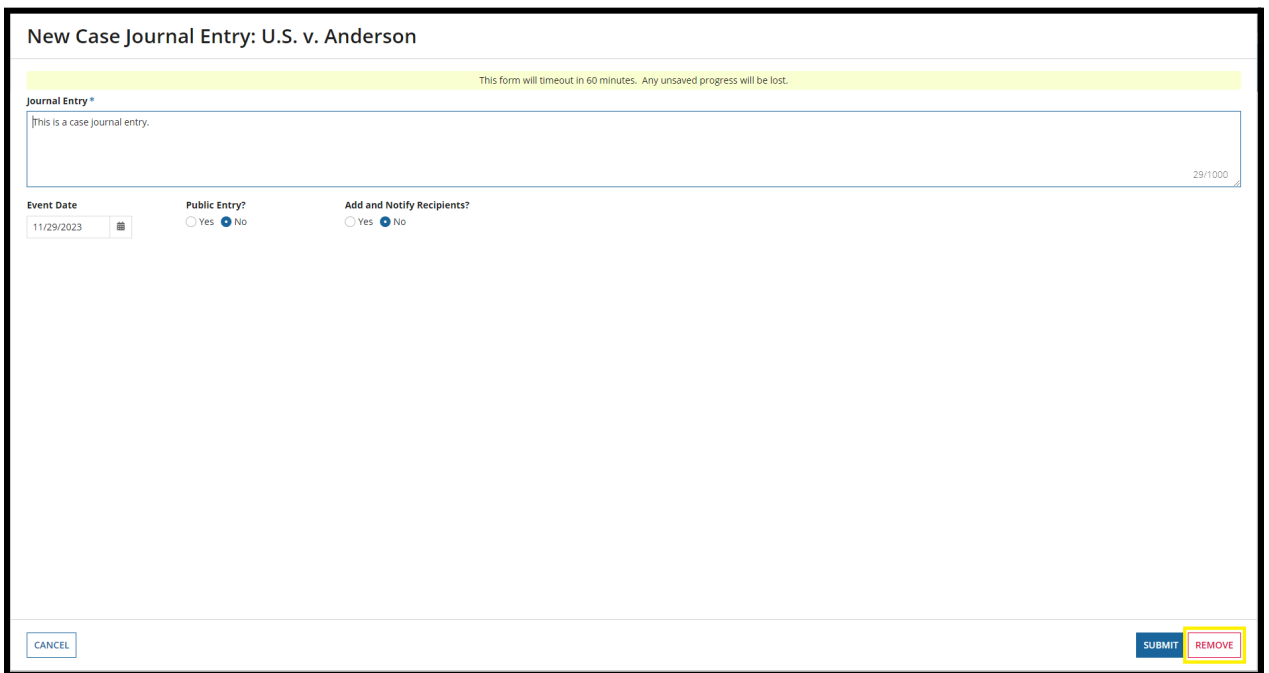 New Case Journal Entry: U.S. v. Anderson
This form will timeout in 60 minutes. Any unsaved progress will be lost.
Journal Entry *
This is a case journal entry.
29/1000
Event Date Public Entry? Add and Notify Recipients?
11/29/2023 Yes No Yes No
CANCEL SUBMIT REMOVE